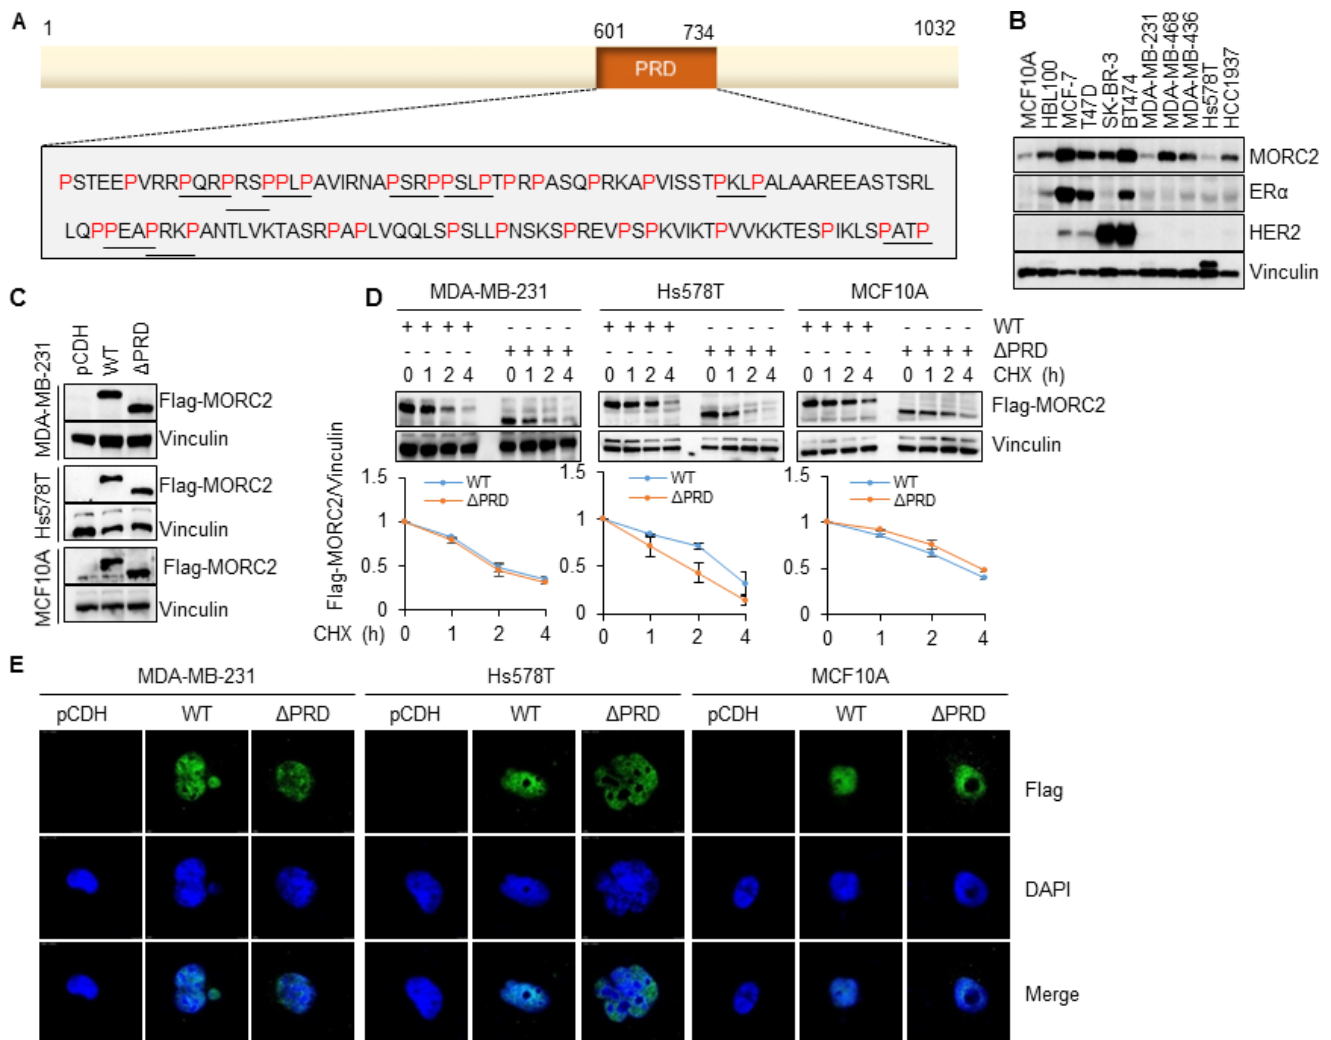 A
1 601 734 1032
PRD
PSTEEPVRRPQRPRSPPLPAVIRNAPSRPPSLPTPRPASQPRKAPVISSTPKLPALAAREEASTSRL
LQPPEAPRKPANTLVKTASRPAPLVQQLSPSLLPNSKSPREVPSPKVIKTPVVKKTESPIKLSPATP
B
MCF10A
HBL100
MCF-7
T47D
SK-BR-3
BT474
MDA-MB-231
MDA-MB-468
MDA-MB-436
Hs578T
HCC1937
MORC2
ERα
HER2
Vinculin
C
pCDH
WT
ΔPRD
MDA-MB-231
Flag-MORC2
Vinculin
Hs578T
Flag-MORC2
Vinculin
MCF10A
Flag-MORC2
Vinculin
D
MDA-MB-231 Hs578T MCF10A
+ + + + - - - - + + + + - - - - + + + + - - - - WT
- - - - + + + + - - - - + + + + - - - - + + + + ΔPRD
0 1 2 4 0 1 2 4 0 1 2 4 0 1 2 4 0 1 2 4 0 1 2 4 CHX (h)
Flag-MORC2
Vinculin
Flag-MORC2/Vinculin
1.5
1
0.5
0
WT
ΔPRD
CHX (h) 0 1 2 4
1.5
1
0.5
0
WT
ΔPRD
0 1 2 4
1.5
1
0.5
0
WT
ΔPRD
0 1 2 4
E
MDA-MB-231 Hs578T MCF10A
pCDH WT ΔPRD pCDH WT ΔPRD pCDH WT ΔPRD
Flag
DAPI
Merge